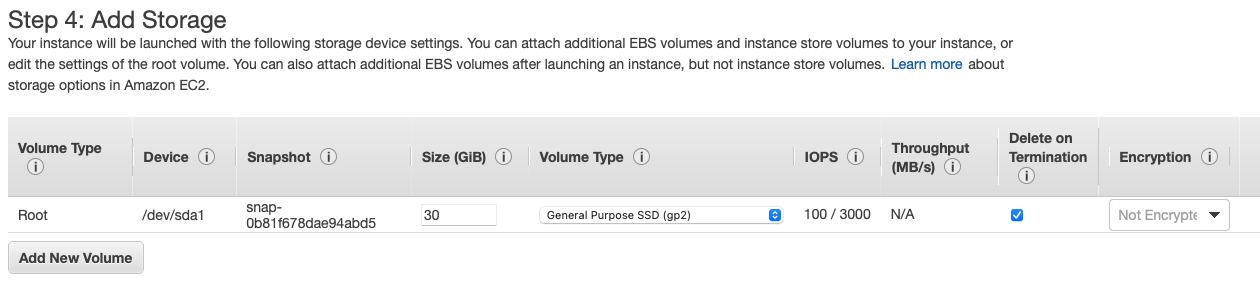 Step 4: Add Storage
Your instance will be launched with the following storage device settings. You can attach additional EBS volumes and instance store volumes to your instance, or
edit the settings of the root volume. You can also attach additional EBS volumes after launching an instance, but not instance store volumes. Learn more about
storage options in Amazon EC2.
Volume Type Device Snapshot Size (GiB) Volume Type IOPS Throughput (MB/s) Delete on Termination Encryption
Root /dev/sda1 snap-0b81f678dae94abd5 30 General Purpose SSD (gp2) 100 / 3000 N/A Not Encrypte
Add New Volume